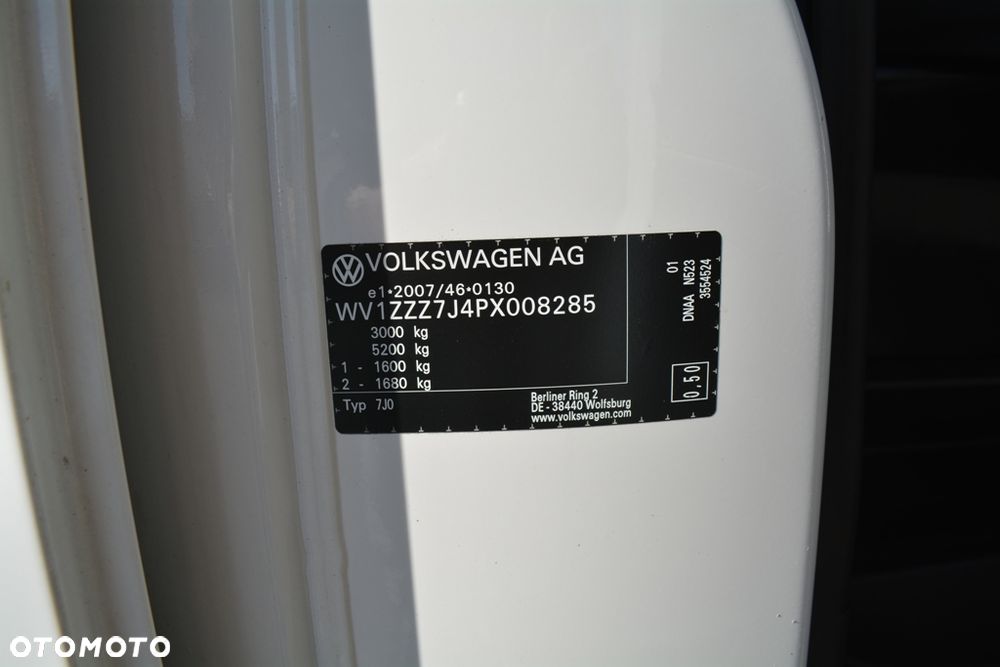 VOLKSWAGEN AG
e1*2007/46*0130
WV1ZZZ7J4PX008285
3000 kg
5200 kg
1 - 1600 kg
2 - 1680 kg
Typ 7J0
Berliner Ring 2
DE - 38440 Wolfsburg
www.volkswagen.com
01
DNAA N523
3554524
0,50
OTOMOTO